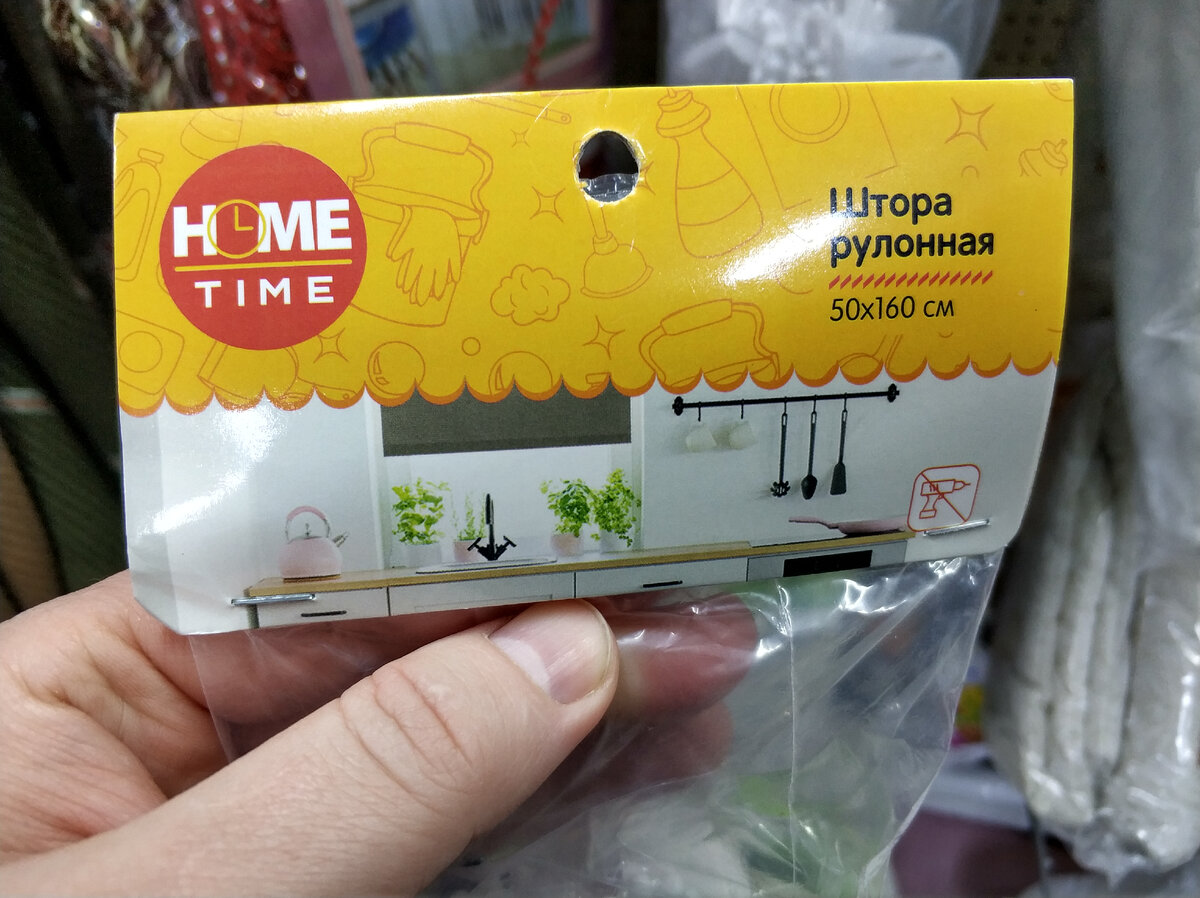 HOME
TIME
Штора
рулонная
50х160 см